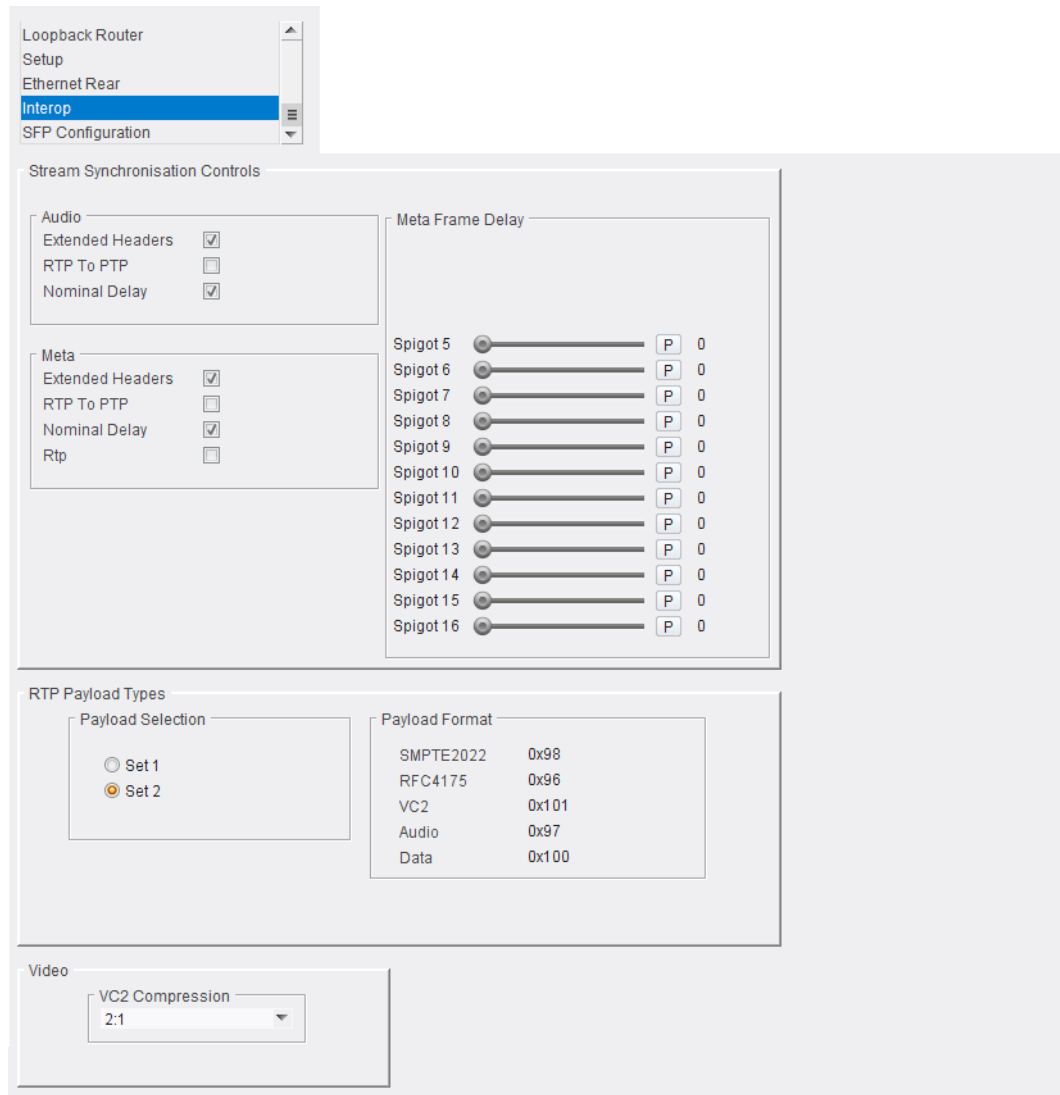 Loopback Router
Setup
Ethernet Rear
Interop
SFP Configuration
Stream Synchronisation Controls
Audio
Extended Headers
RTP To PTP
Nominal Delay
Meta
Extended Headers
RTP To PTP
Nominal Delay
Rtp
Meta Frame Delay
Spigot 5 P 0
Spigot 6 P 0
Spigot 7 P 0
Spigot 8 P 0
Spigot 9 P 0
Spigot 10 P 0
Spigot 11 P 0
Spigot 12 P 0
Spigot 13 P 0
Spigot 14 P 0
Spigot 15 P 0
Spigot 16 P 0
RTP Payload Types
Payload Selection
Set 1
Set 2
Payload Format
SMPTE2022 0x98
RFC4175 0x96
VC2 0x101
Audio 0x97
Data 0x100
Video
VC2 Compression
2:1